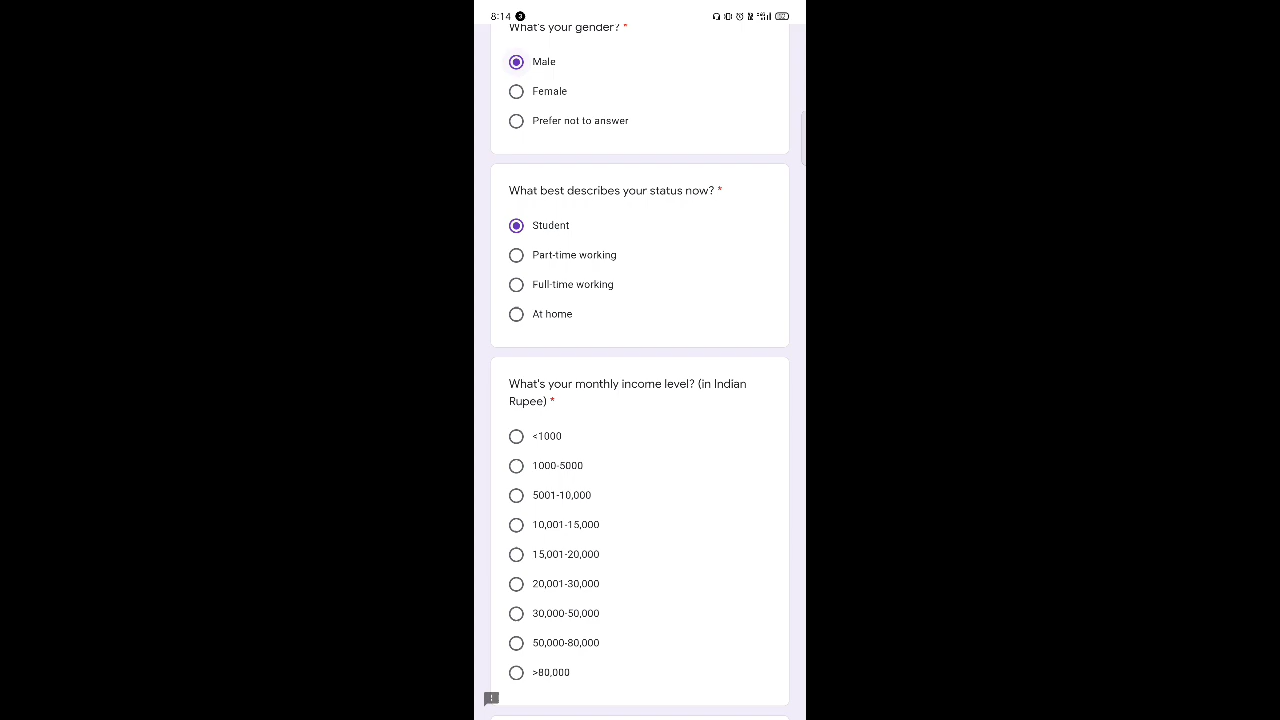 8:14
What's your gender? *
Male
Female
Prefer not to answer
What best describes your status now? *
Student
Part-time working
Full-time working
At home
What's your monthly income level? (in Indian
Rupee) *
<1000
1000-5000
5001-10,000
10,001-15,000
15,001-20,000
20,001-30,000
30,000-50,000
50,000-80,000
>80,000